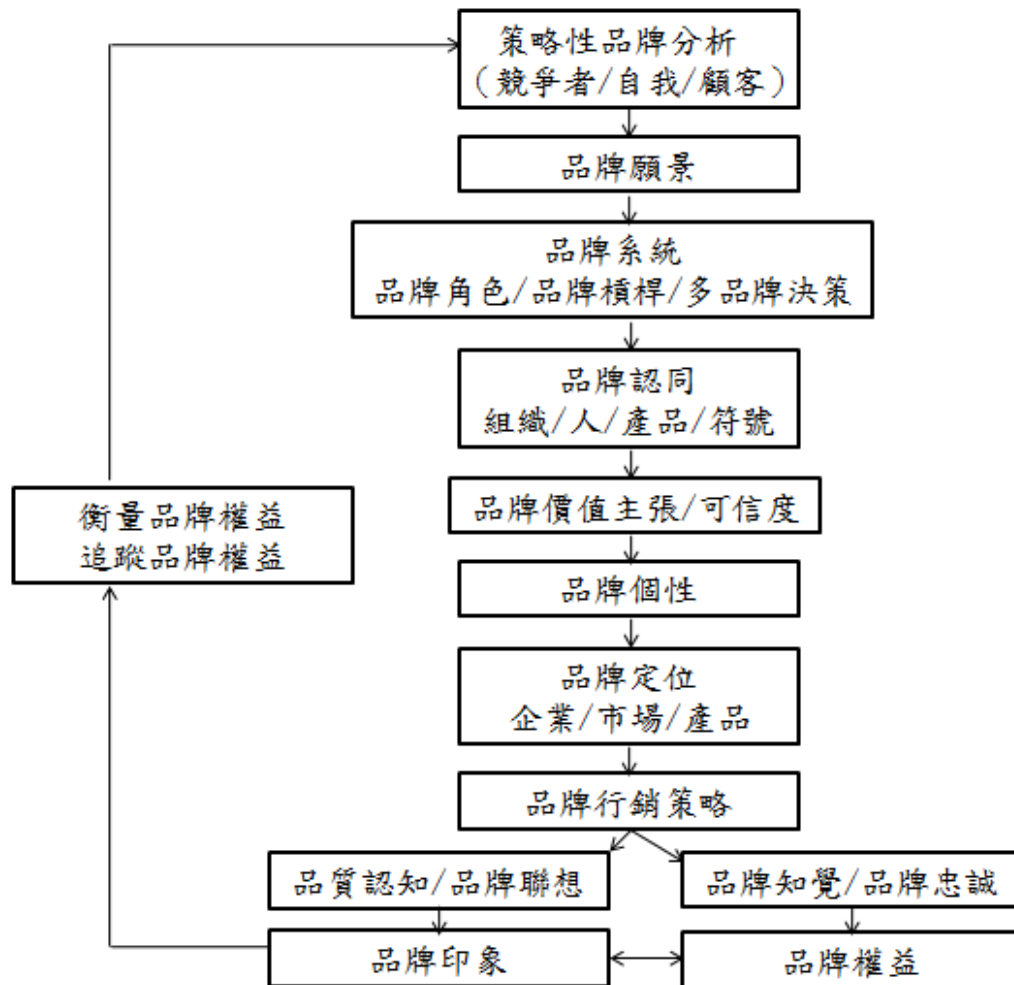 策略性品牌分析
（競爭者/自我/顧客）
品牌願景
品牌系統
品牌角色/品牌槓桿/多品牌決策
品牌認同
組織/人/產品/符號
衡量品牌權益
追蹤品牌權益
品牌價值主張/可信度
品牌個性
品牌定位
企業/市場/產品
品牌行銷策略
品質認知/品牌聯想
品牌知覺/品牌忠誠
品牌印象
品牌權益